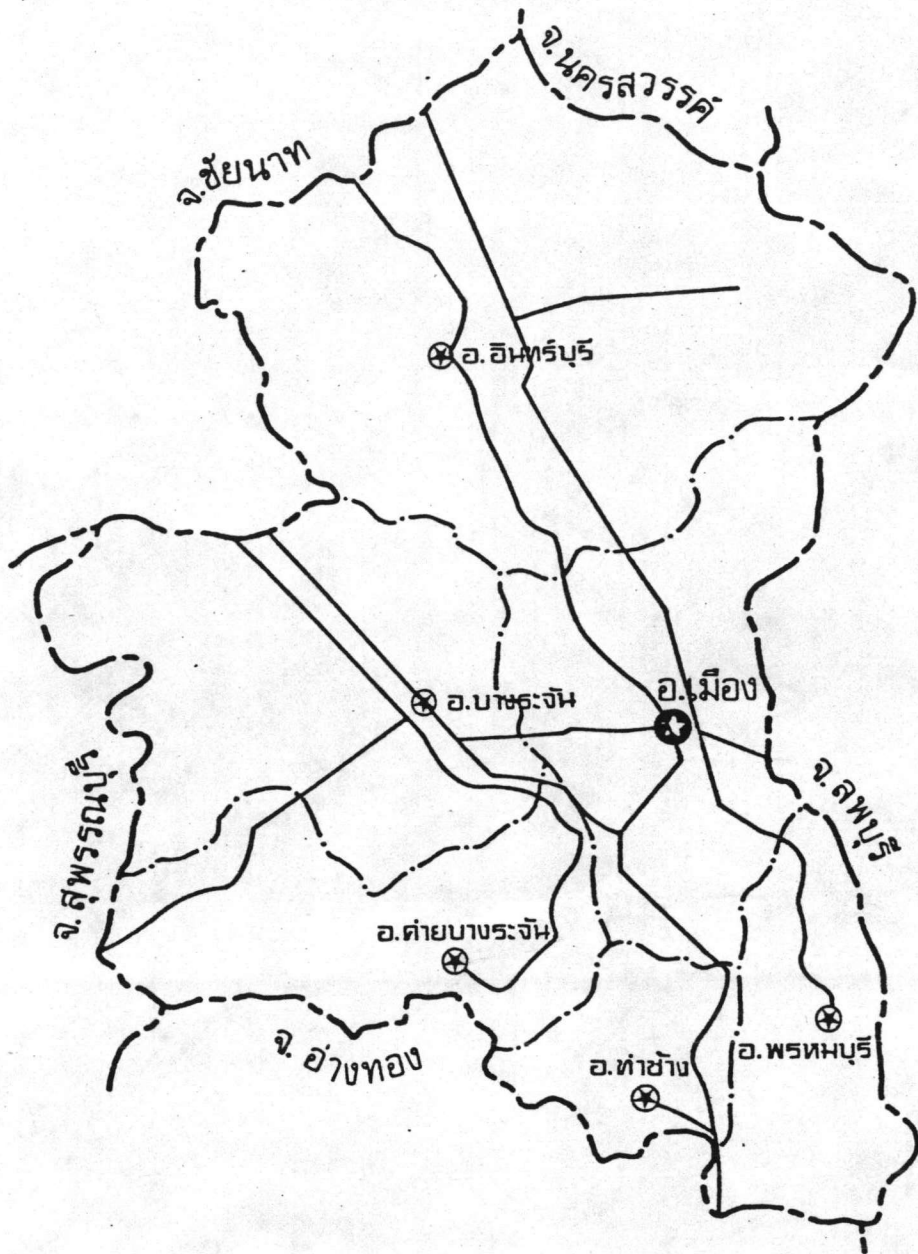 จ.นครสวรรค์
จ.ชัยนาท
อ.อินทร์บุรี
อ.เมือง
อ.บางระจัน
จ.ลพบุรี
จ.สุพรรณบุรี
อ.ค่ายบางระจัน
อ.พรหมบุรี
จ.อ่างทอง
อ.ท่าช้าง